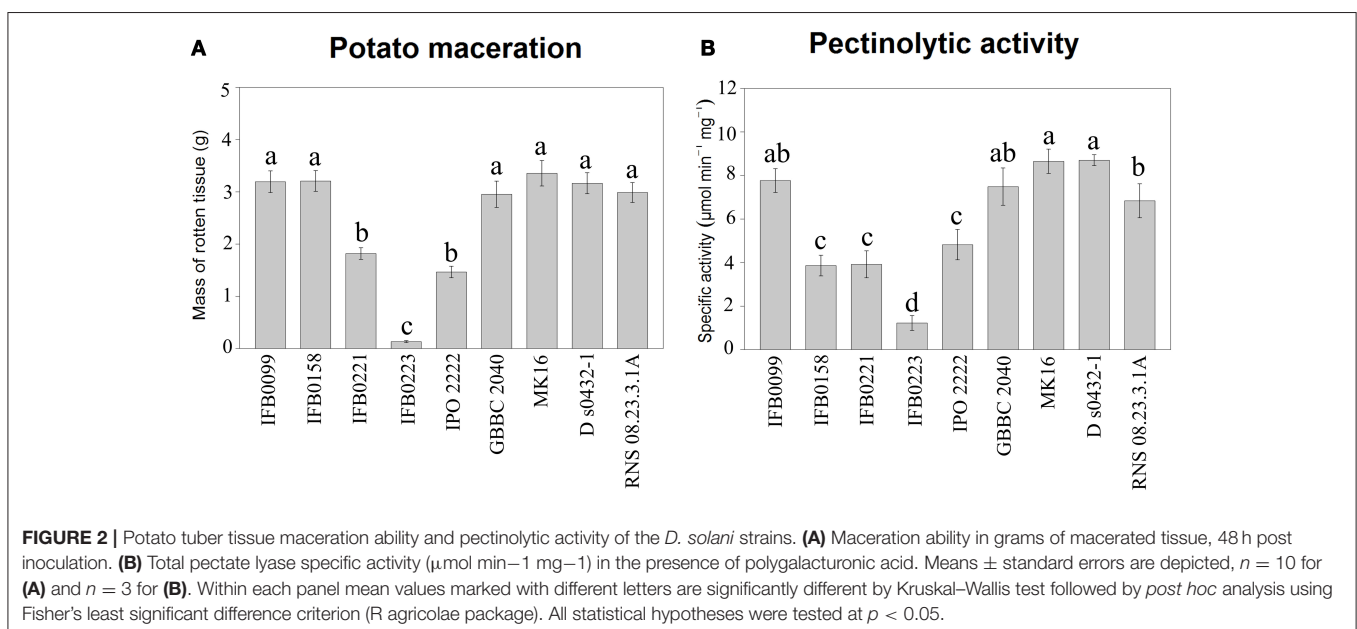 A
Potato maceration
Mass of rotten tissue (g)
5
4
3
2
1
0
a
a
b
c
b
a
a
a
a
IFB0099
IFB0158
IFB0221
IFB0223
IPO 2222
GBBC 2040
MK16
D s0432-1
RNS 08.23.3.1A
B
Pectinolytic activity
Specific activity (μmol min⁻¹ mg⁻¹)
12
10
8
6
4
2
0
ab
c
c
d
c
ab
a
a
b
IFB0099
IFB0158
IFB0221
IFB0223
IPO 2222
GBBC 2040
MK16
D s0432-1
RNS 08.23.3.1A
FIGURE 2 | Potato tuber tissue maceration ability and pectinolytic activity of the D. solani strains. (A) Maceration ability in grams of macerated tissue, 48 h post
inoculation. (B) Total pectate lyase specific activity (μmol min−1 mg−1) in the presence of polygalacturonic acid. Means ± standard errors are depicted, n = 10 for
(A) and n = 3 for (B). Within each panel mean values marked with different letters are significantly different by Kruskal–Wallis test followed by post hoc analysis using
Fisher's least significant difference criterion (R agricolae package). All statistical hypotheses were tested at p < 0.05.